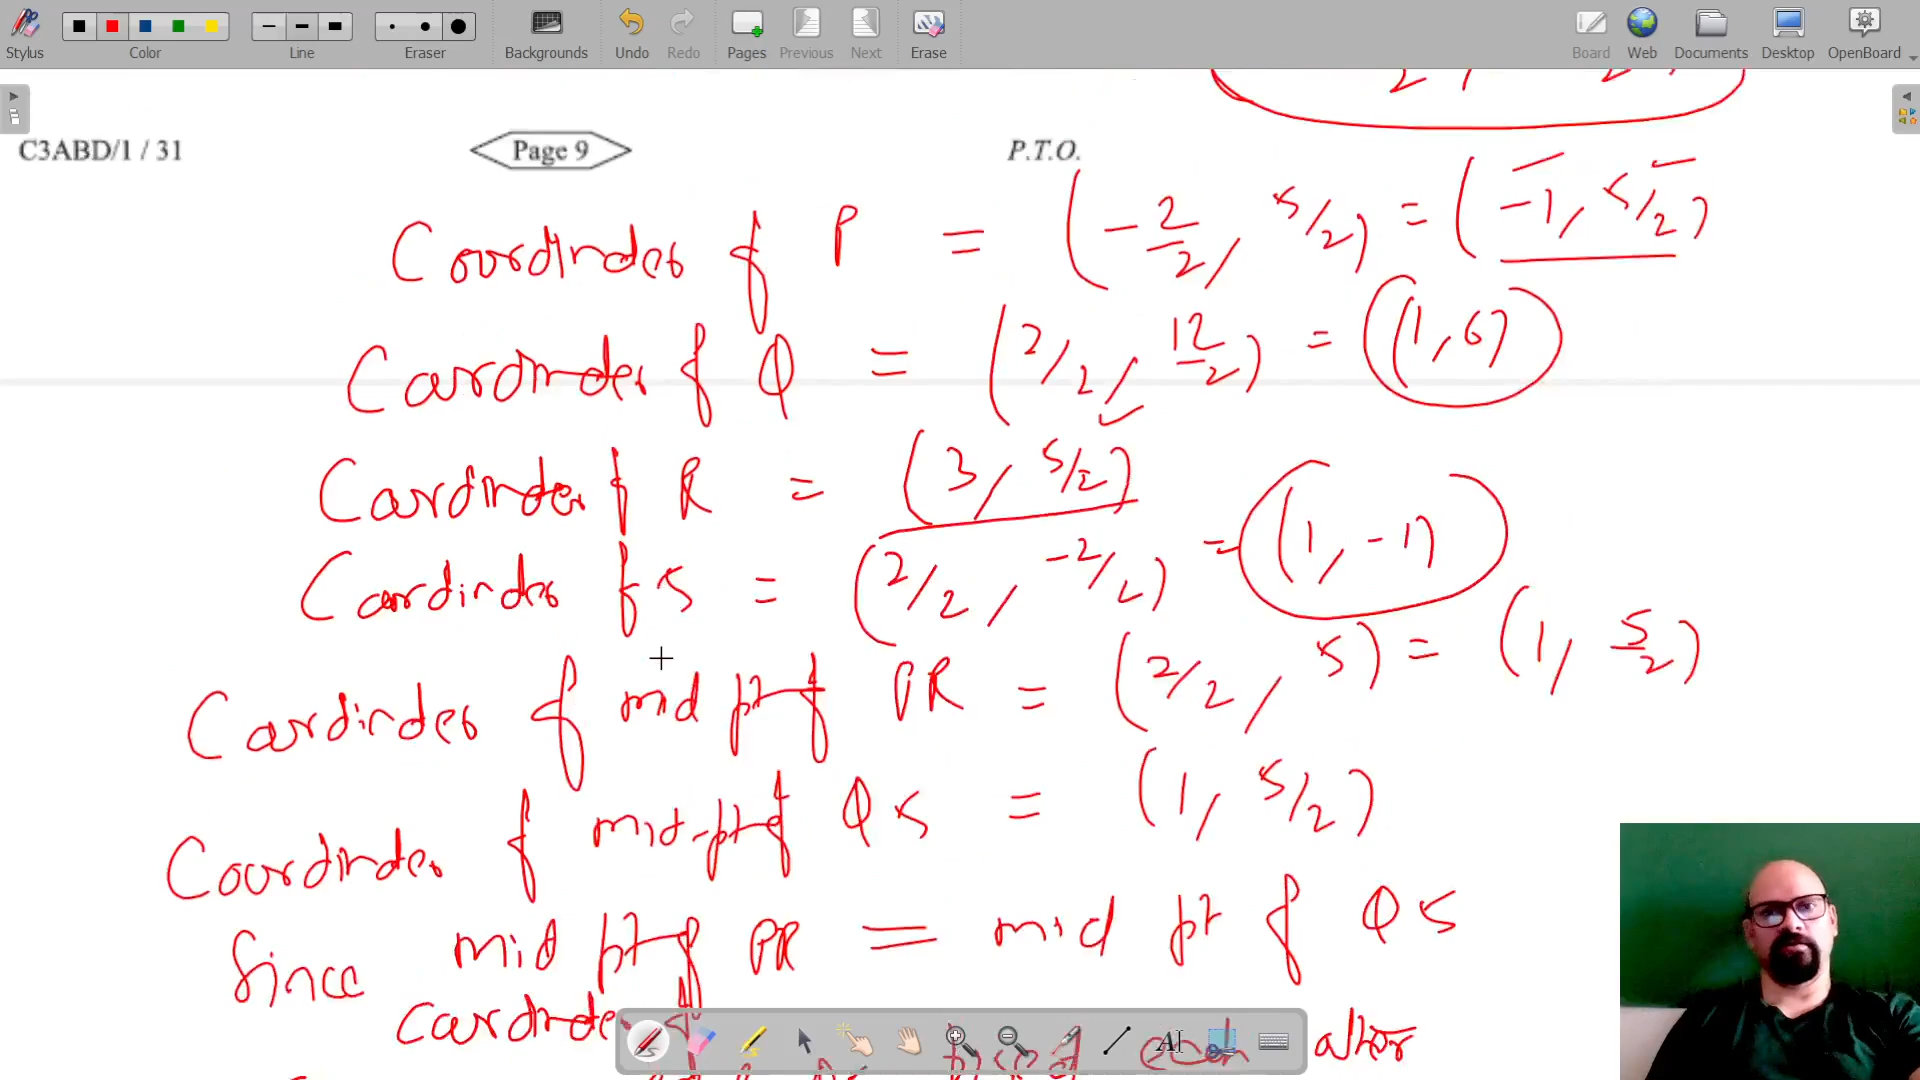 Stylus Color Line Eraser Backgrounds Undo Redo Pages Previous Next Erase Board Web Documents Desktop OpenBoard
C3ABD/1 / 31 Page 9 P.T.O.
Coordinates of P = (-2/2, 5/2) = (-1, 5/2)
Coordinates of Q = (2/2, 12/2) = (1, 6)
Coordinates of R = (3, 5/2)
Coordinates of S = (2/2, -2/2) = (1, -1)
Coordinates of mid pt of PR = (2/2, 5) = (1, 5/2)
Coordinates of mid-pt of QS = (1, 5/2)
Since mid pt of PR = mid pt of QS